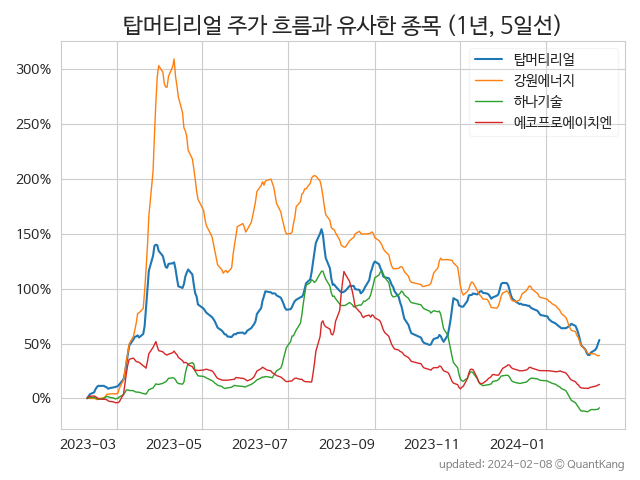 탑머티리얼 주가 흐름과 유사한 종목 (1년, 5일선)
탑머티리얼
강원에너지
하나기술
에코프로에이치엔
300%
250%
200%
150%
100%
50%
0%
2023-03 2023-05 2023-07 2023-09 2023-11 2024-01
updated: 2024-02-08 © QuantKang